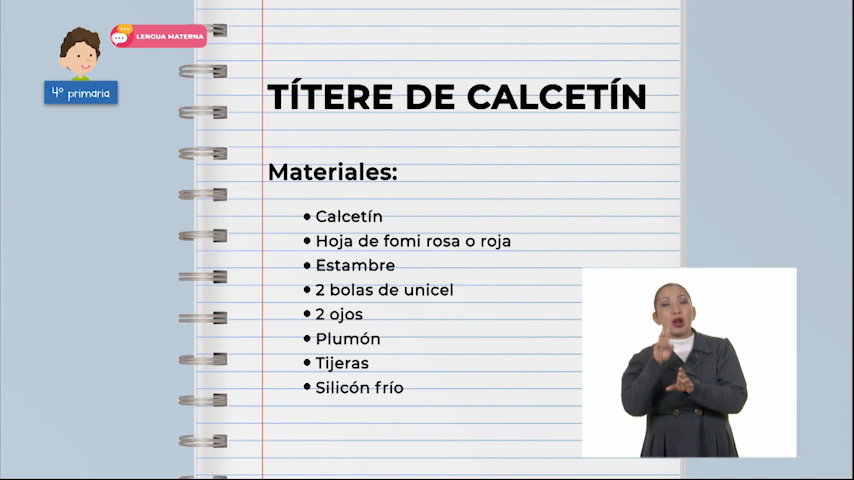 LENGUA MATERNA
4º primaria
TÍTERE DE CALCETÍN
Materiales:
• Calcetín
• Hoja de fomi rosa o roja
• Estambre
• 2 bolas de unicel
• 2 ojos
• Plumón
• Tijeras
• Silicón frío